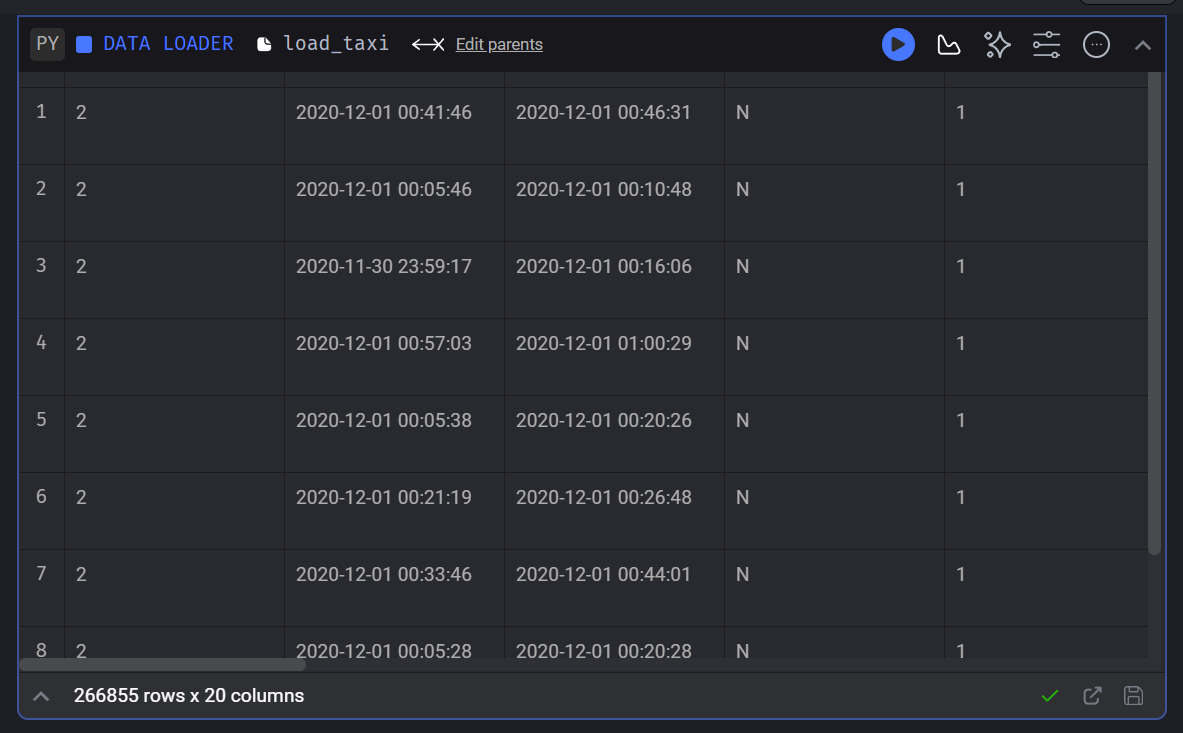 PY DATA LOADER load_taxi Edit parents
1 2 2020-12-01 00:41:46 2020-12-01 00:46:31 N 1
2 2 2020-12-01 00:05:46 2020-12-01 00:10:48 N 1
3 2 2020-11-30 23:59:17 2020-12-01 00:16:06 N 1
4 2 2020-12-01 00:57:03 2020-12-01 01:00:29 N 1
5 2 2020-12-01 00:05:38 2020-12-01 00:20:26 N 1
6 2 2020-12-01 00:21:19 2020-12-01 00:26:48 N 1
7 2 2020-12-01 00:33:46 2020-12-01 00:44:01 N 1
8 2 2020-12-01 00:05:28 2020-12-01 00:20:28 N 1
266855 rows x 20 columns